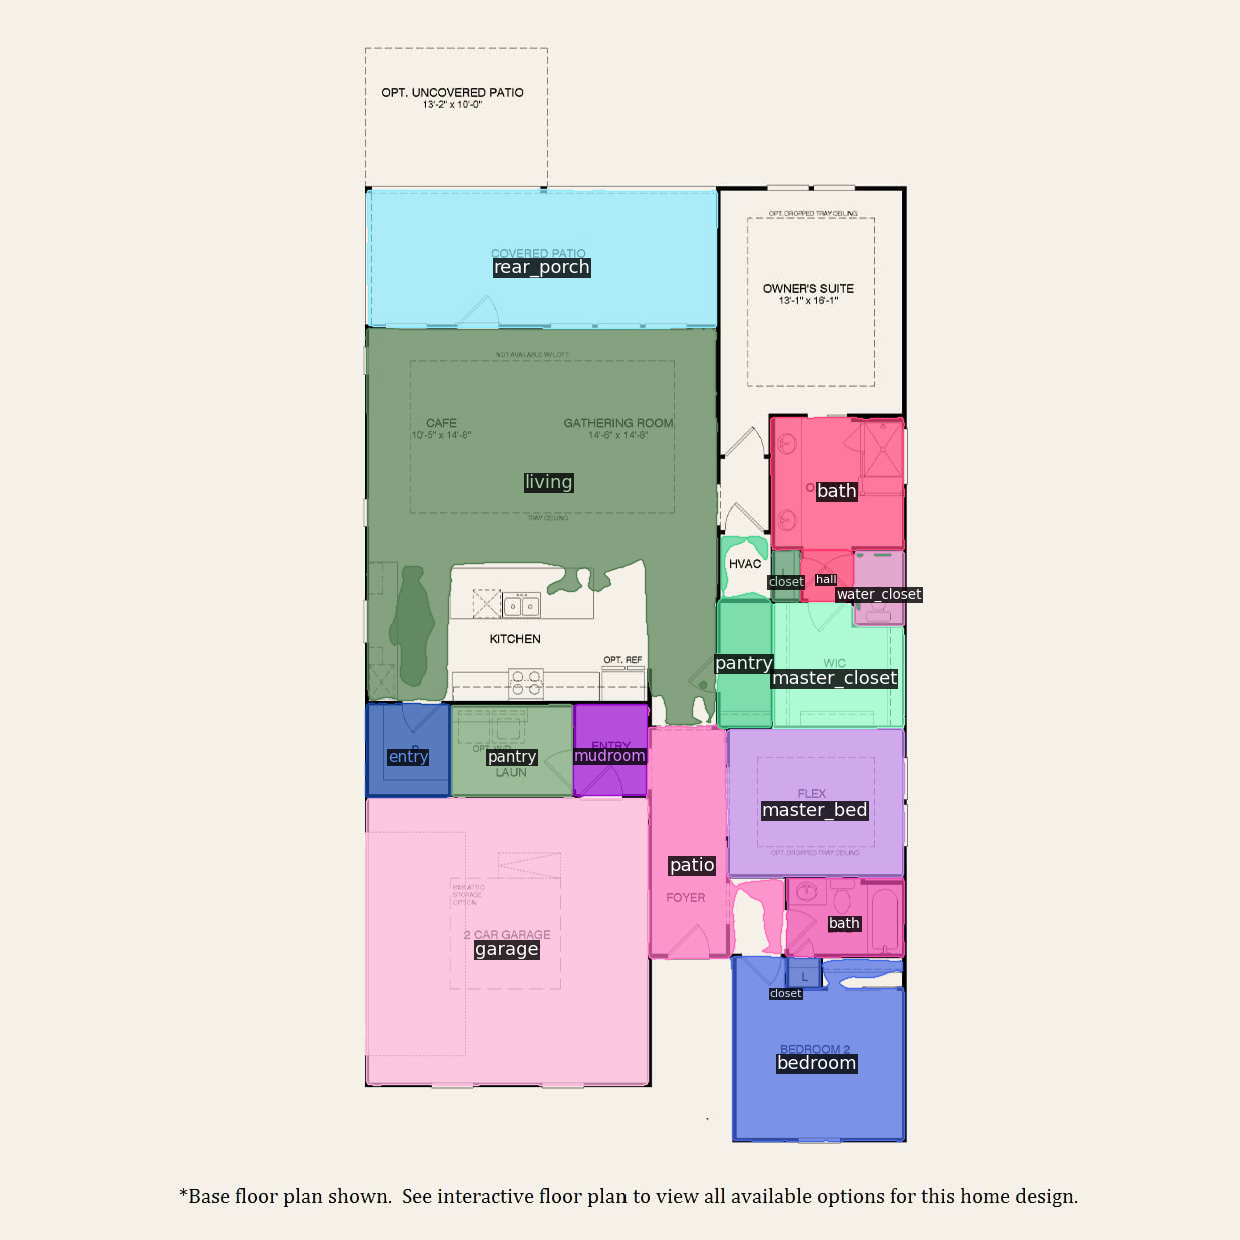 OPT. UNCOVERED PATIO
13'-2" x 10'-0"
OPT. DROPPED TRAY CEILING
COVERED PATIO
rear_porch
OWNER'S SUITE
13'-1" x 16'-1"
NOT AVAILABLE W/LOFT
CAFE
10'-5" x 14'-8"
GATHERING ROOM
14'-6" x 14'-8"
living
TRAY CEILING
bath
HVAC
closet
hall
water_closet
KITCHEN
OPT. REF
pantry
WIC
master_closet
P
entry
OPT. W/D
pantry
LAUN
ENTRY
mudroom
FLEX
master_bed
OPT. DROPPED TRAY CEILING
patio
FOYER
STORAGE
OPTION
2 CAR GARAGE
garage
bath
L
closet
BEDROOM 2
bedroom
*Base floor plan shown. See interactive floor plan to view all available options for this home design.